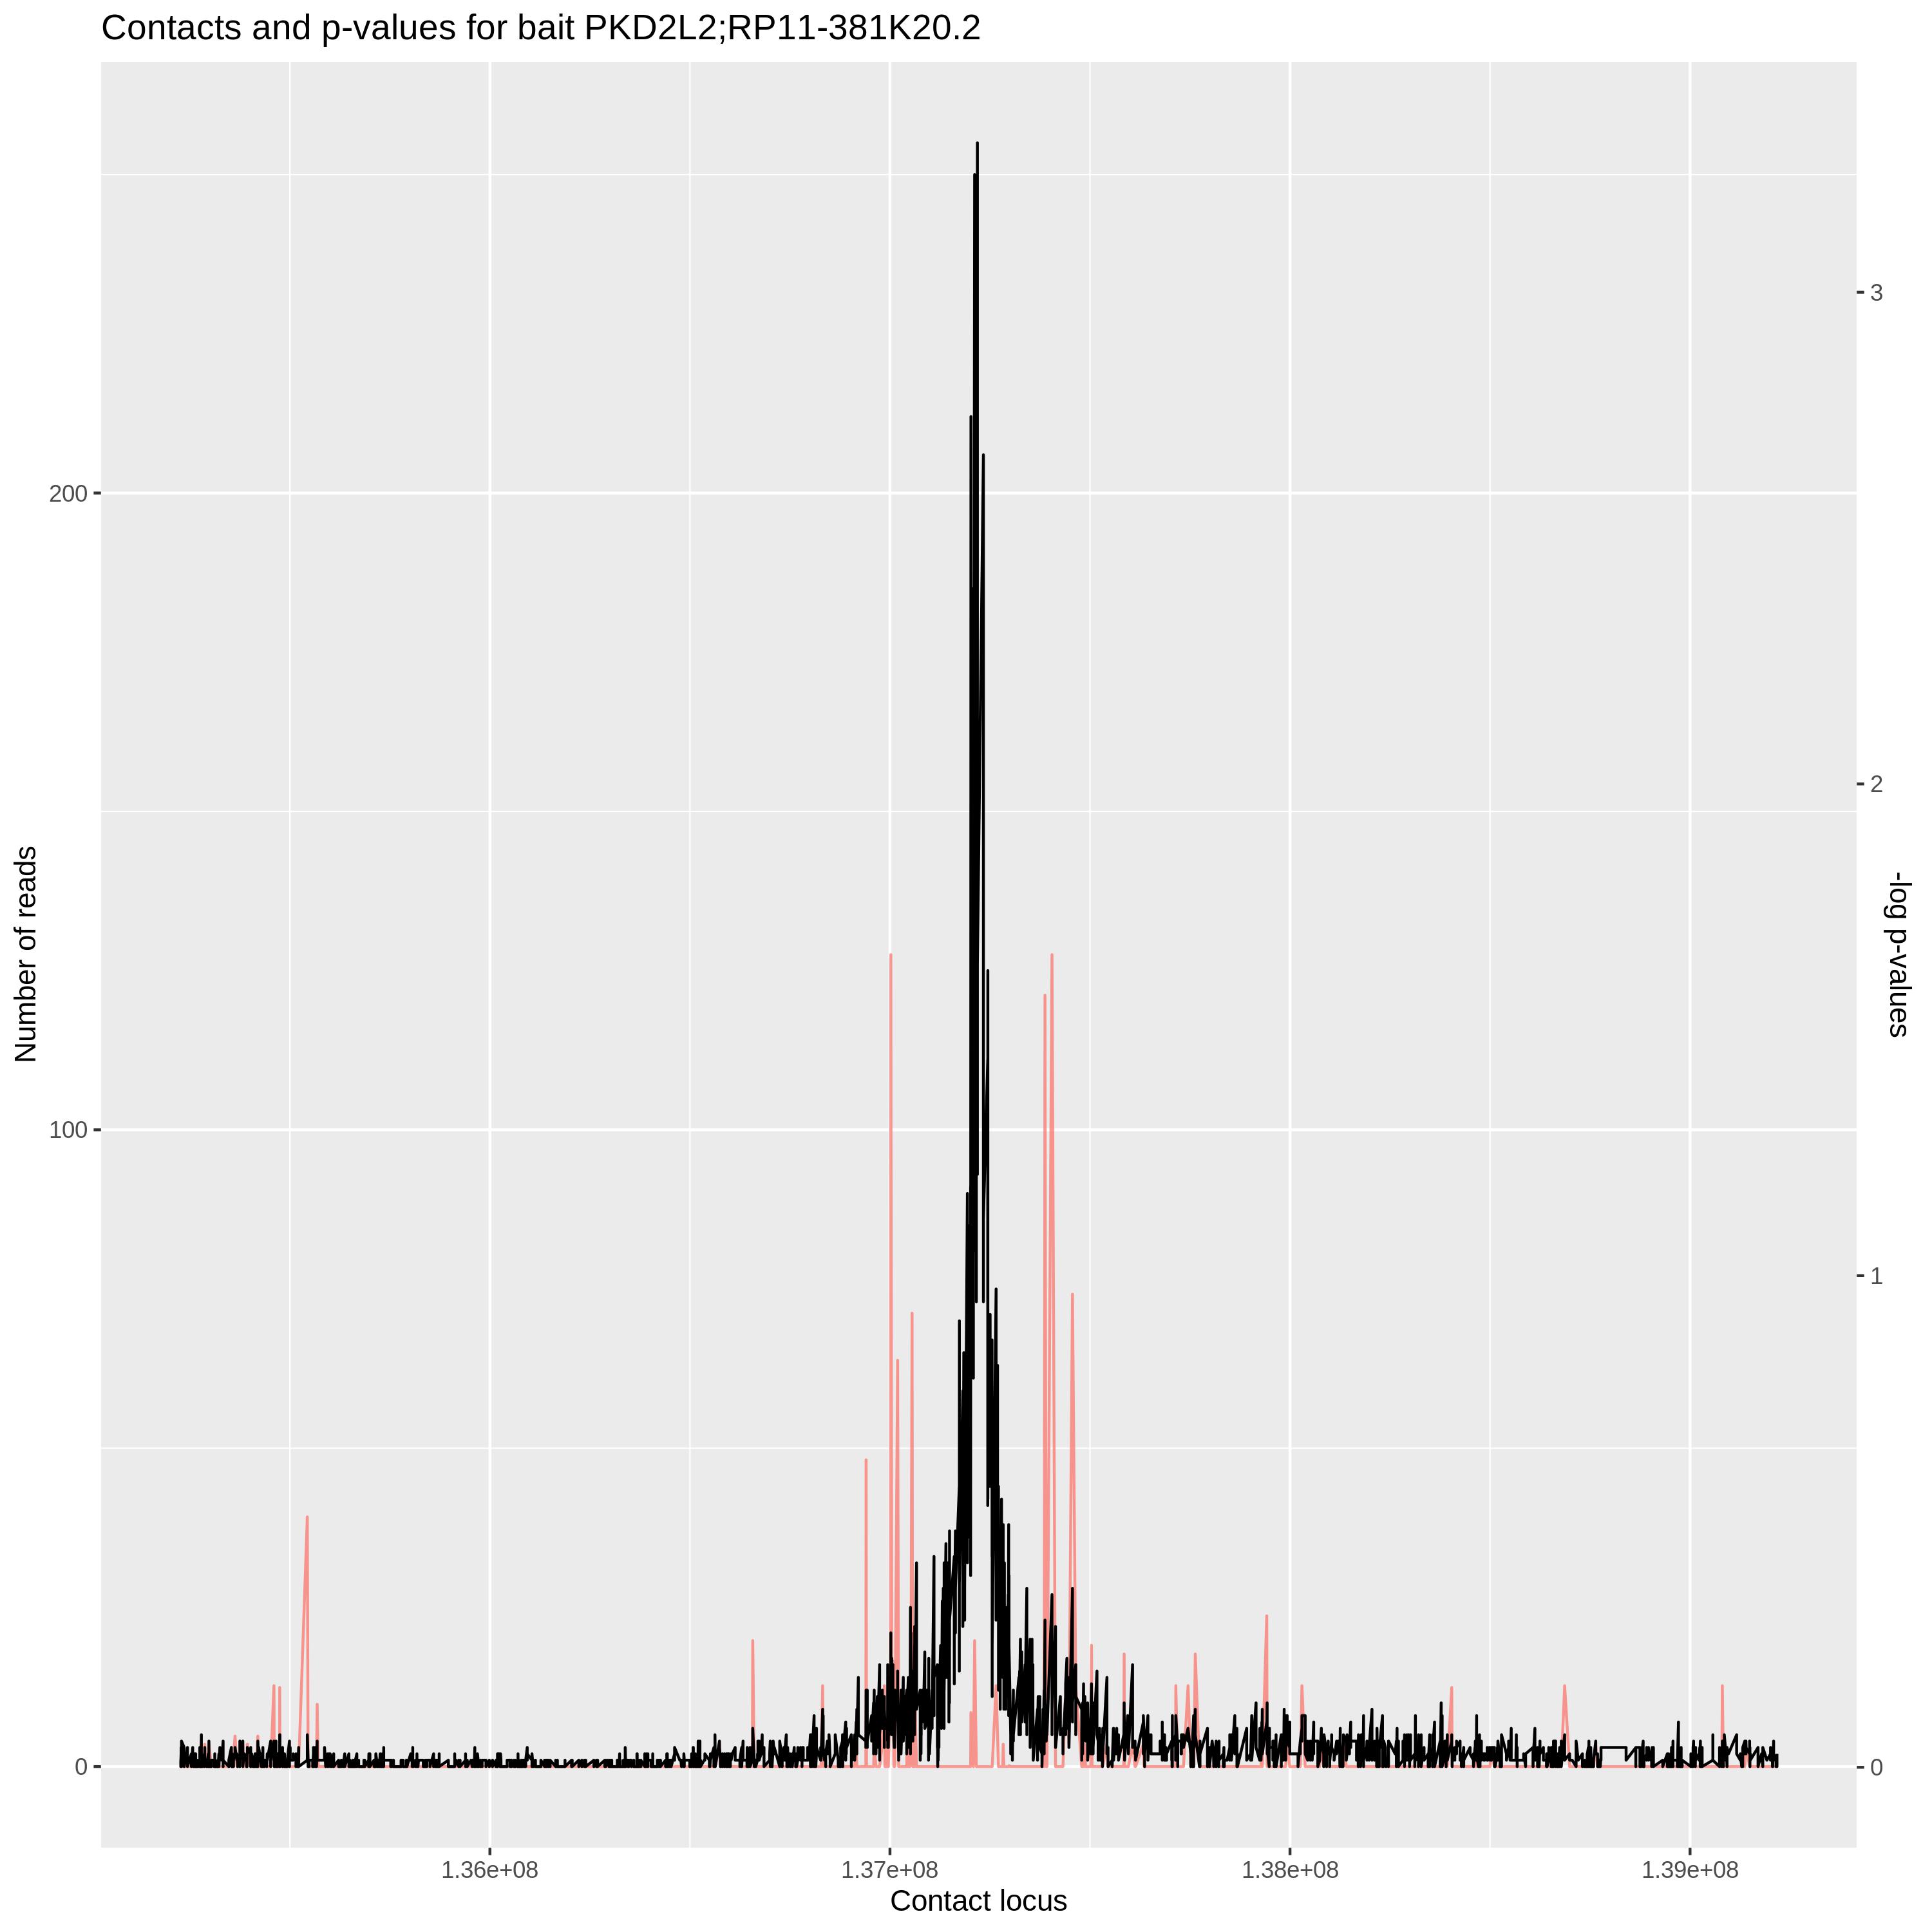 Contacts and p-values for bait PKD2L2;RP11-381K20.2
Number of reads
200
100
0
3
2
1
0
-log p-values
1.36e+08
1.37e+08
1.38e+08
1.39e+08
Contact locus